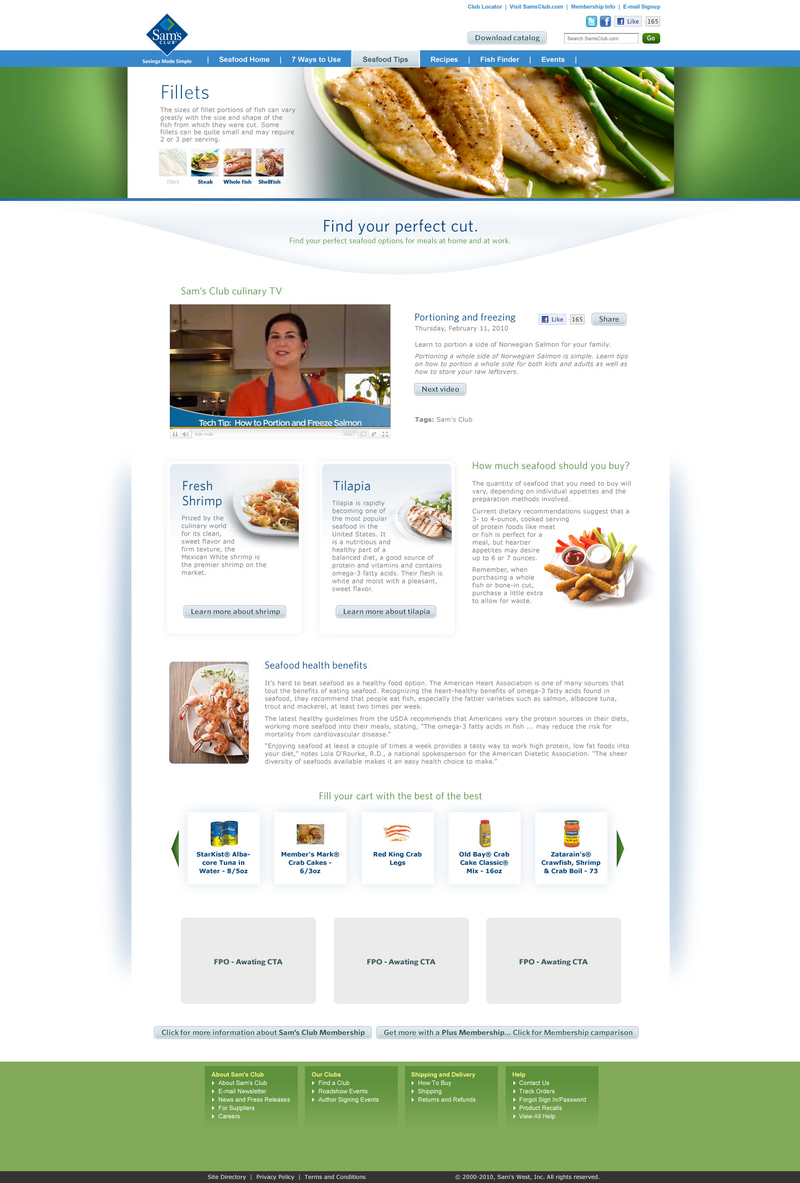 Club Locator | Visit SamsClub.com | Membership Info | E-mail Signup
Sam's
CLUB
Savings Made Simple
Like 165
Download catalog
Search SamsClub.com
Go
| Seafood Home | 7 Ways to Use Seafood Tips Recipes | Fish Finder | Events |
Fillets
The sizes of fillet portions of fish can vary
greatly with the size and shape of the
fish from which they were cut. Some
fillets can be quite small and may require
2 or 3 per serving.
Fillet Steak Whole fish Shellfish
Find your perfect cut.
Find your perfect seafood options for meals at home and at work.
Sam's Club culinary TV
Tech Tip: How to Portion and Freeze Salmon
Portioning and freezing
Like 165 Share
Thursday, February 11, 2010
Learn to portion a side of Norwegian Salmon for your family.
Portioning a whole side of Norwegian Salmon is simple. Learn tips
on how to portion a whole side for both kids and adults as well as
how to store your raw leftovers.
Next video
Tags: Sam's Club
Fresh
Shrimp
Prized by the
culinary world
for its clean,
sweet flavor and
firm texture, the
Mexican White shrimp is
the premier shrimp on the
market.
Learn more about shrimp
Tilapia
Tilapia is rapidly
becoming one of
the most popular
seafood in the
United States. It
is a nutritious and
healthy part of a
balanced diet, a good source of
protein and vitamins and contains
omega-3 fatty acids. Their flesh is
white and moist with a pleasant,
sweet flavor.
Learn more about tilapia
How much seafood should you buy?
The quantity of seafood that you need to buy will
vary, depending on individual appetites and the
preparation methods involved.
Current dietary recommendations suggest that a
3- to 4-ounce, cooked serving
of protein foods like meat
or fish is perfect for a
meal, but heartier
appetites may desire
up to 6 or 7 ounces.
Remember, when
purchasing a whole
fish or bone-in cut,
purchase a little extra
to allow for waste.
Seafood health benefits
It's hard to beat seafood as a healthy food option. The American Heart Association is one of many sources that
tout the benefits of eating seafood. Recognizing the heart-healthy benefits of omega-3 fatty acids found in
seafood, they recommend that people eat fish, especially the fattier varieties such as salmon, albacore tuna,
trout and mackerel, at least two times per week.
The latest healthy guidelines from the USDA recommends that Americans vary the protein sources in their diets,
working more seafood into their meals, stating, "The omega-3 fatty acids in fish ... may reduce the risk for
mortality from cardiovascular disease."
"Enjoying seafood at least a couple of times a week provides a tasty way to work high protein, low fat foods into
your diet," notes Lola O'Rourke, R.D., a national spokesperson for the American Dietetic Association. "The sheer
diversity of seafoods available makes it an easy health choice to make."
Fill your cart with the best of the best
StarKist® Alba-
core Tuna in
Water - 8/5oz
Member's Mark®
Crab Cakes -
6/3oz
Red King Crab
Legs
Old Bay® Crab
Cake Classic®
Mix - 16oz
Zatarain's®
Crawfish, Shrimp
& Crab Boil - 73
FPO - Awating CTA
FPO - Awating CTA
FPO - Awating CTA
Click for more information about Sam's Club Membership
Get more with a Plus Membership... Click for Membership camparison
About Sam's Club
About Sam's Club
E-mail Newsletter
News and Press Releases
For Suppliers
Careers
Our Clubs
Find a Club
Roadshow Events
Author Signing Events
Shipping and Delivery
How To Buy
Shipping
Returns and Refunds
Help
Contact Us
Track Orders
Forgot Sign In/Password
Product Recalls
View All Help
Site Directory | Privacy Policy | Terms and Conditions
© 2000-2010, Sam's West, Inc. All rights reserved.